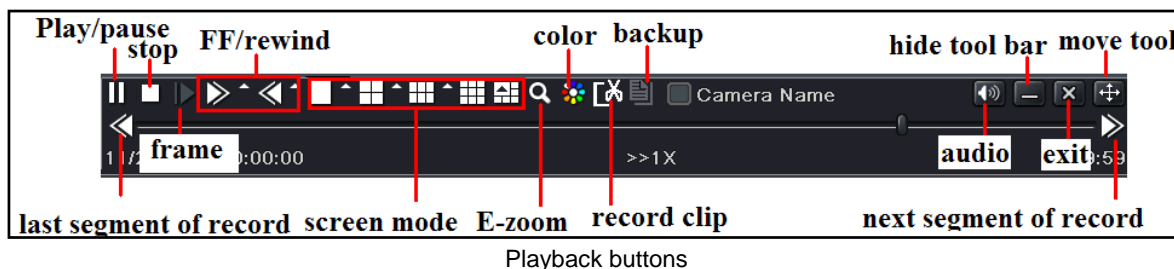 Play/pause
stop
FF/rewind
color
backup
hide tool bar
move tool
Camera Name
frame
:00:00
>>1X
audio
exit
:59
last segment of record
screen mode
E-zoom
record clip
next segment of record
Playback buttons